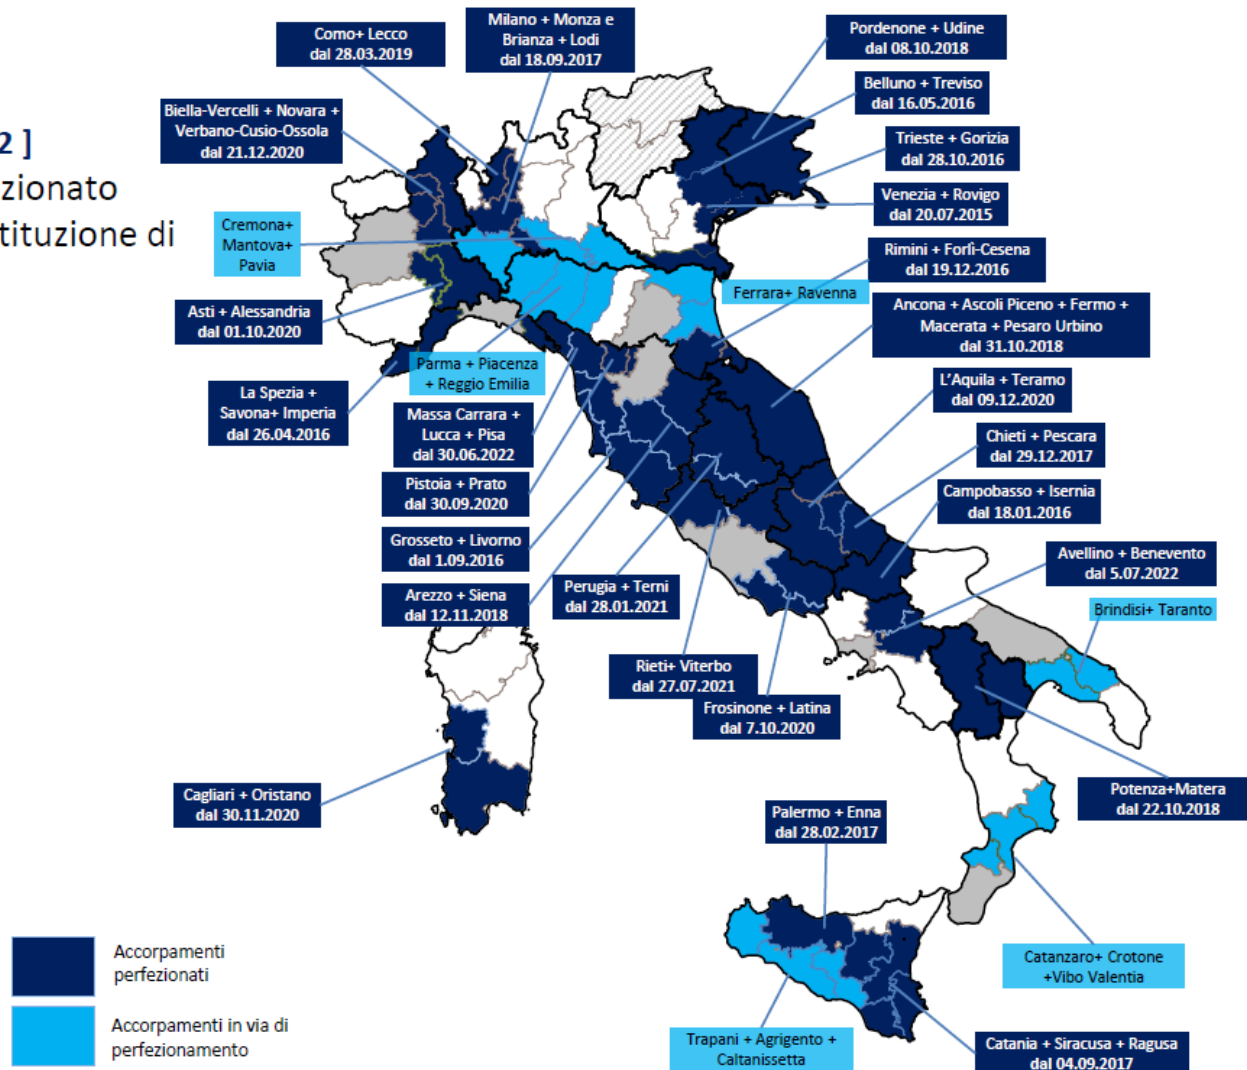 2 ]
zionato
tituzione di
Como+ Lecco
dal 28.03.2019
Milano + Monza e
Brianza + Lodi
dal 18.09.2017
Pordenone + Udine
dal 08.10.2018
Belluno + Treviso
dal 16.05.2016
Biella-Vercelli + Novara +
Verbano-Cusio-Ossola
dal 21.12.2020
Trieste + Gorizia
dal 28.10.2016
Venezia + Rovigo
dal 20.07.2015
Cremona+
Mantova+
Pavia
Rimini + Forlì-Cesena
dal 19.12.2016
Ferrara+ Ravenna
Asti + Alessandria
dal 01.10.2020
Ancona + Ascoli Piceno + Fermo +
Macerata + Pesaro Urbino
dal 31.10.2018
Parma + Piacenza
+ Reggio Emilia
La Spezia +
Savona+ Imperia
dal 26.04.2016
L'Aquila + Teramo
dal 09.12.2020
Massa Carrara +
Lucca + Pisa
dal 30.06.2022
Chieti + Pescara
dal 29.12.2017
Pistoia + Prato
dal 30.09.2020
Campobasso + Isernia
dal 18.01.2016
Grosseto + Livorno
dal 1.09.2016
Avellino + Benevento
dal 5.07.2022
Arezzo + Siena
dal 12.11.2018
Perugia + Terni
dal 28.01.2021
Brindisi+ Taranto
Rieti+ Viterbo
dal 27.07.2021
Frosinone + Latina
dal 7.10.2020
Cagliari + Oristano
dal 30.11.2020
Potenza+Matera
dal 22.10.2018
Palermo + Enna
dal 28.02.2017
Catanzaro+ Crotone
+Vibo Valentia
Trapani + Agrigento +
Caltanissetta
Catania + Siracusa + Ragusa
dal 04.09.2017
Accorpamenti
perfezionati
Accorpamenti in via di
perfezionamento